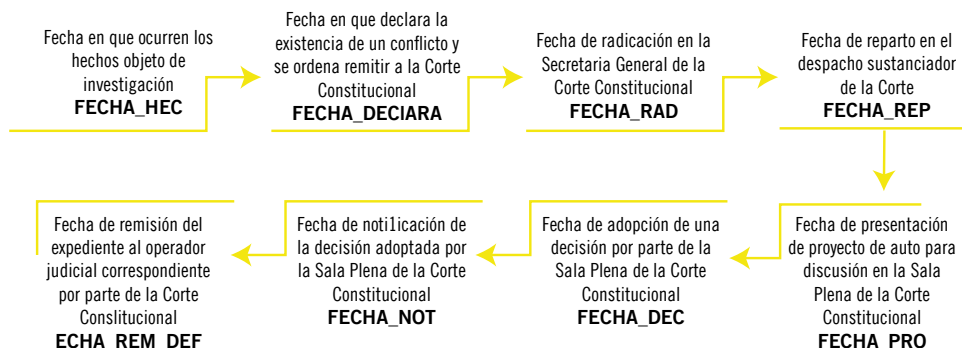 Fecha en que ocurren los
hechos objeto de
investigación
FECHA_HEC
Fecha en que declara la
existencia de un conflicto y
se ordena remitir a la Corte
Constitucional
FECHA_DECIARA
Fecha de radicación en la
Secretaria General de la
Corte Constitucional
FECHA_RAD
Fecha de reparto en el
despacho sustanciador
de la Corte
FECHA_REP
Fecha de presentación
de proyecto de auto para
discusión en la Sala
Plena de la Corte
Constitucional
FECHA_PRO
Fecha de adopción de una
decisión por parte de la
Sala Plena de la Corte
Constitucional
FECHA_DEC
Fecha de noti1icación de
la decisión adoptada por
la Sala Plena de la Corte
Constitucional
FECHA_NOT
Fecha de remisión del
expediente al operador
judicial correspondiente
por parte de la Corte
Conslitucional
ECHA_REM_DEF